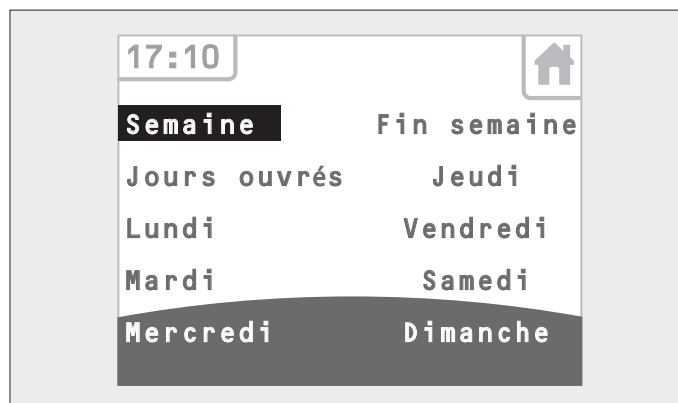 17:10
Semaine Fin semaine
Jours ouvrés Jeudi
Lundi Vendredi
Mardi Samedi
Mercredi Dimanche